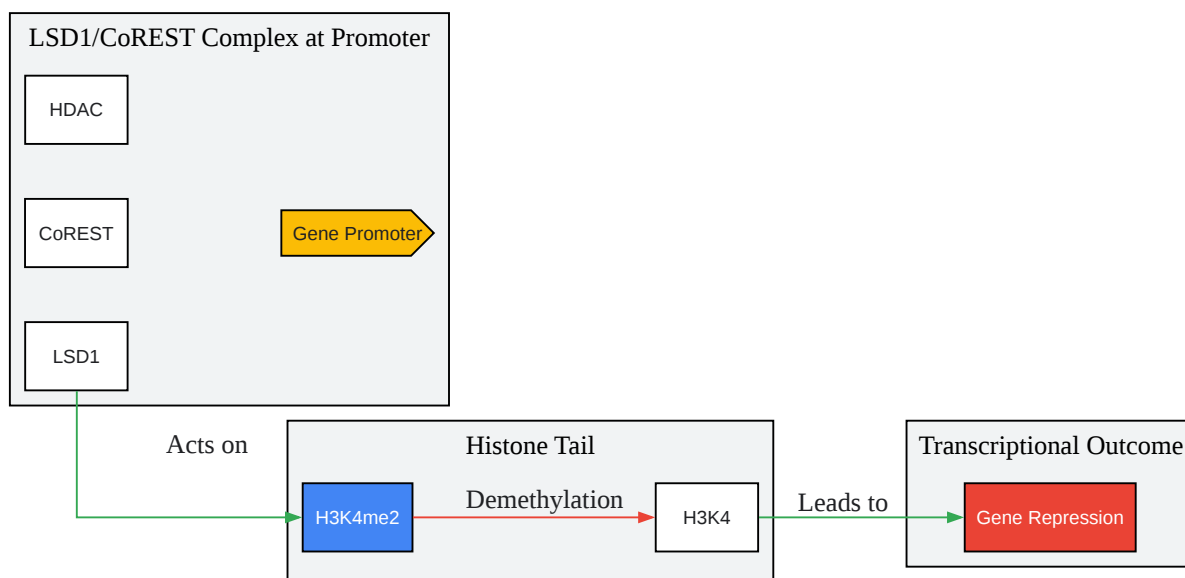 LSD1/CoREST Complex at Promoter
HDAC
CoREST
Gene Promoter
LSD1
Acts on
Histone Tail
Transcriptional Outcome
H3K4me2
Demethylation
H3K4
Leads to
Gene Repression